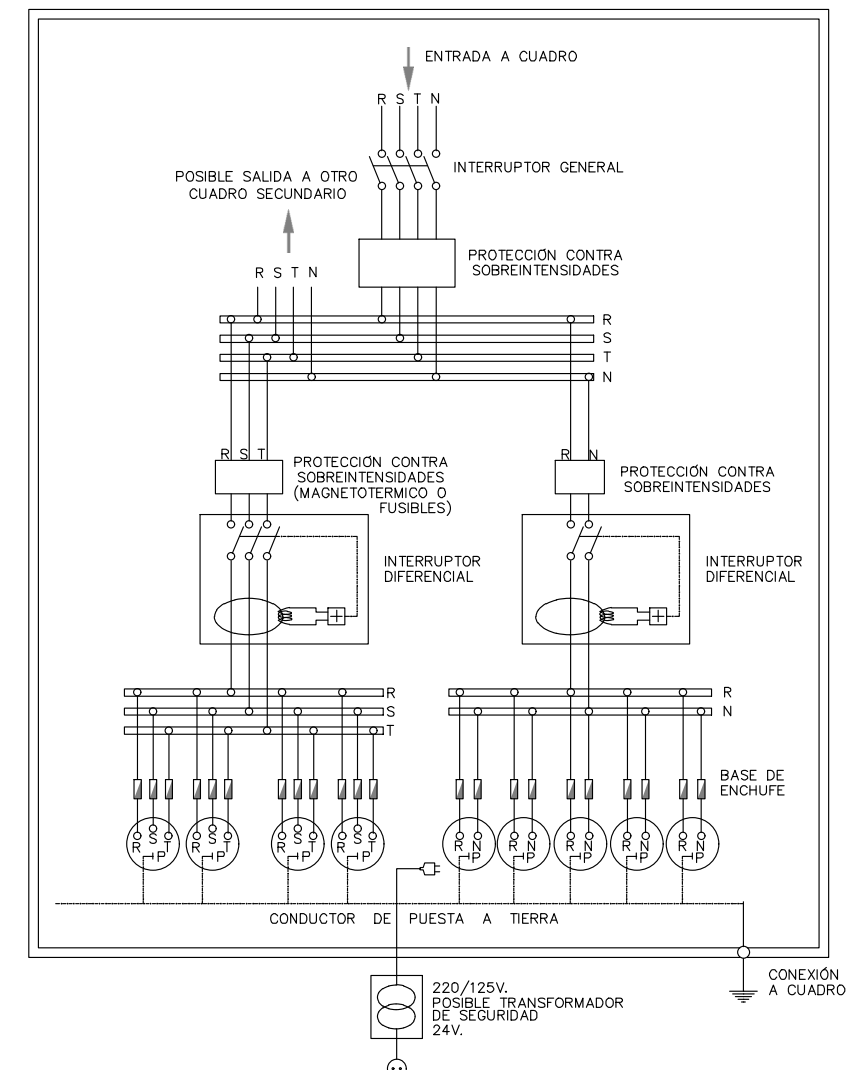 ENTRADA A CUADRO
R S T N
INTERRUPTOR GENERAL
POSIBLE SALIDA A OTRO
CUADRO SECUNDARIO
PROTECCIÓN CONTRA
SOBREINTENSIDADES
R S T N
R
S
T
N
R S T
PROTECCIÓN CONTRA
SOBREINTENSIDADES
(MAGNETOTERMICO O
FUSIBLES)
R N
PROTECCIÓN CONTRA
SOBREINTENSIDADES
INTERRUPTOR
DIFERENCIAL
INTERRUPTOR
DIFERENCIAL
R
S
T
R
N
BASE DE
ENCHUFE
R S T R S T R S T R S T R N R N R N R N R N
P P P P P P P P P
CONDUCTOR DE PUESTA A TIERRA
CONEXIÓN
A CUADRO
220/125V.
POSIBLE TRANSFORMADOR
DE SEGURIDAD
24V.